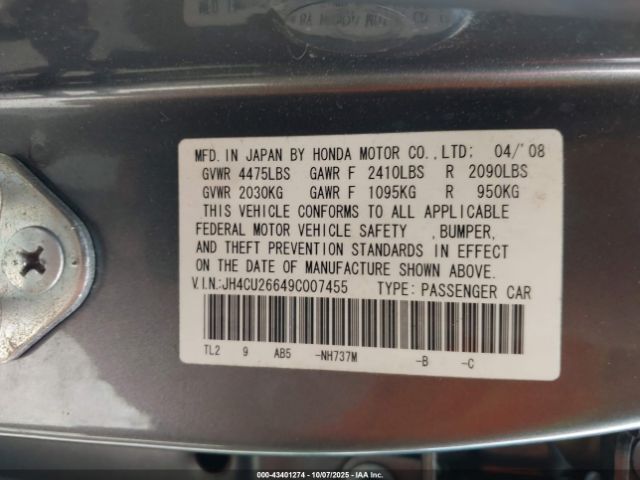 MFD. IN JAPAN BY HONDA MOTOR CO., LTD: 04/'08
GVWR 4475LBS GAWR F 2410LBS R 2090LBS
GVWR 2030KG GAWR F 1095KG R 950KG
THIS VEHICLE CONFORMS TO ALL APPLICABLE
FEDERAL MOTOR VEHICLE SAFETY ,BUMPER,
AND THEFT PREVENTION STANDARDS IN EFFECT
ON THE DATE OF MANUFACTURE SHOWN ABOVE.
V.I.N.:JH4CU26649C007455 TYPE: PASSENGER CAR
TL2 9 AB5 -NH737M -B -C
000-43401274 - 10/07/2025 - IAAI.COM